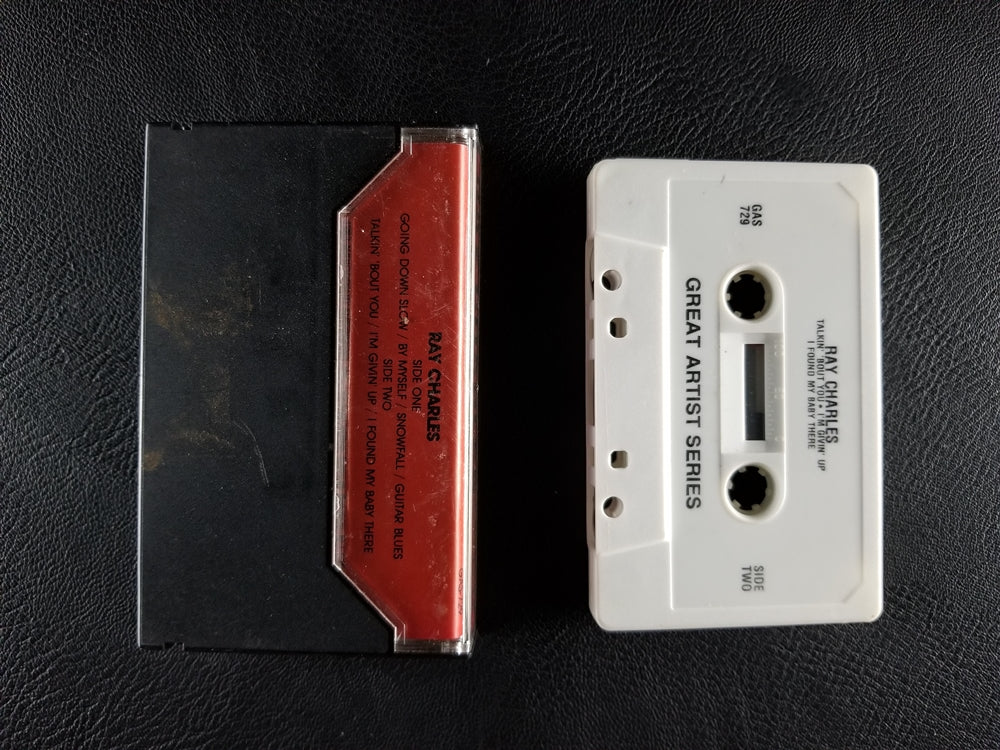 RAY CHARLES
SIDE ONE
GOING DOWN SLOW / BY MYSELF / SNOWFALL / GUITAR BLUES
SIDE TWO
TALKIN' 'BOUT YOU / I'M GIVIN' UP / I FOUND MY BABY THERE
GAS-729
RAY CHARLES
TALKIN' 'BOUT YOU • I'M GIVIN' UP
I FOUND MY BABY THERE
GAS
729
SIDE
TWO
GREAT ARTIST SERIES